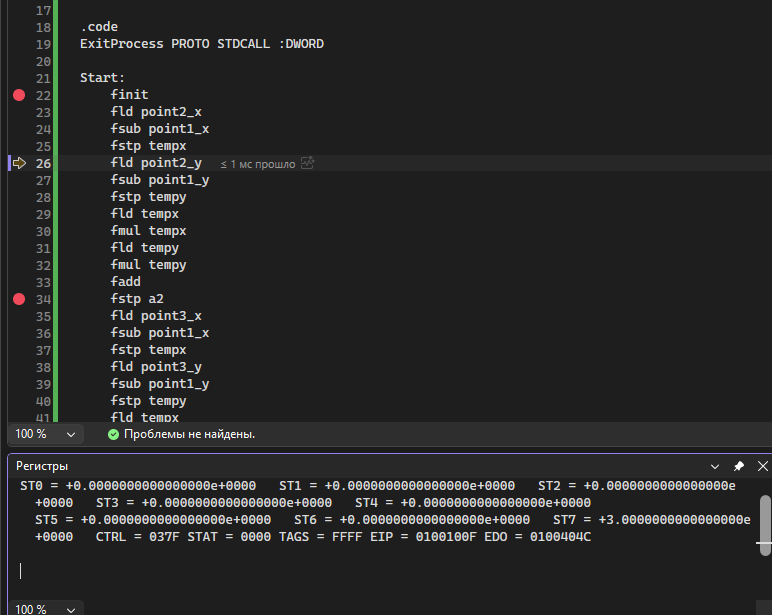 17
18 .code
19 ExitProcess PROTO STDCALL :DWORD
20
21 Start:
22 finit
23 fld point2_x
24 fsub point1_x
25 fstp tempx
26 fld point2_y ≤ 1 мс прошло
27 fsub point1_y
28 fstp tempy
29 fld tempx
30 fmul tempx
31 fld tempy
32 fmul tempy
33 fadd
34 fstp a2
35 fld point3_x
36 fsub point1_x
37 fstp tempx
38 fld point3_y
39 fsub point1_y
40 fstp tempy
41 fld tempx
100 % Проблемы не найдены.
Регистры
ST0 = +0.0000000000000000e+0000 ST1 = +0.0000000000000000e+0000 ST2 = +0.0000000000000000e
+0000 ST3 = +0.0000000000000000e+0000 ST4 = +0.0000000000000000e+0000
ST5 = +0.0000000000000000e+0000 ST6 = +0.0000000000000000e+0000 ST7 = +3.0000000000000000e
+0000 CTRL = 037F STAT = 0000 TAGS = FFFF EIP = 0100100F EDO = 0100404C
100 %